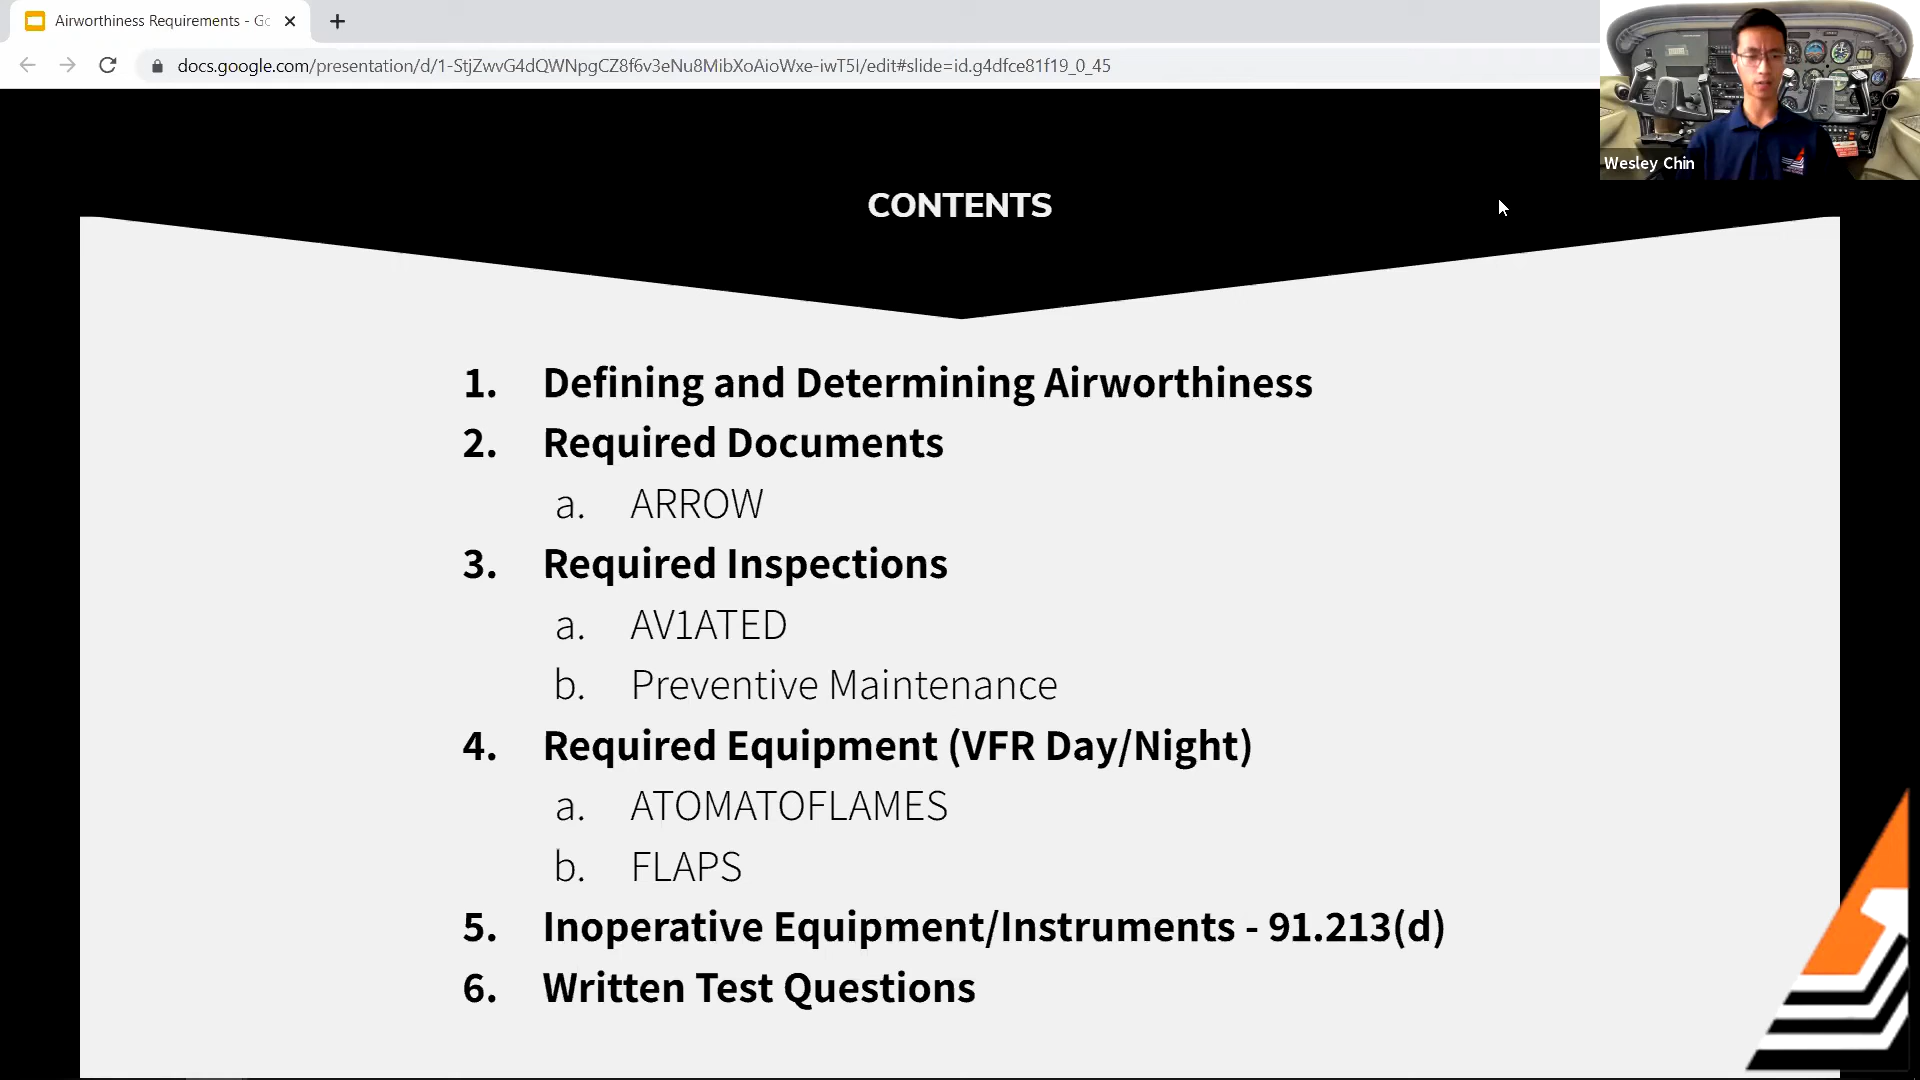 Airworthiness Requirements - Go
docs.google.com/presentation/d/1-StjZwvG4dQWNpgCZ8f6v3eNu8MibXoAioWxe-iwT5I/edit#slide=id.g4dfce81f19_0_45
Wesley Chin
CONTENTS
1. Defining and Determining Airworthiness
2. Required Documents
a. ARROW
3. Required Inspections
a. AV1ATED
b. Preventive Maintenance
4. Required Equipment (VFR Day/Night)
a. ATOMATOFLAMES
b. FLAPS
5. Inoperative Equipment/Instruments - 91.213(d)
6. Written Test Questions